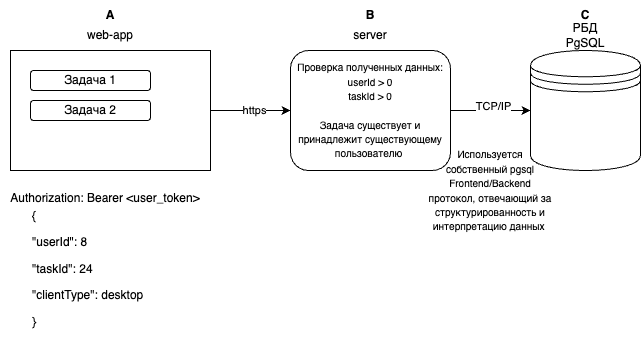 A
web-app
Задача 1
Задача 2
https
B
server
Проверка полученных данных:
userId > 0
taskId > 0
Задача существует и
принадлежит существующему
пользователю
TCP/IP
C
РБД
PgSQL
Используется
собственный pgsql
Frontend/Backend
протокол, отвечающий за
структурированность и
интерпретацию данных
Authorization: Bearer <user_token>
{
"userId": 8
"taskId": 24
"clientType": desktop
}